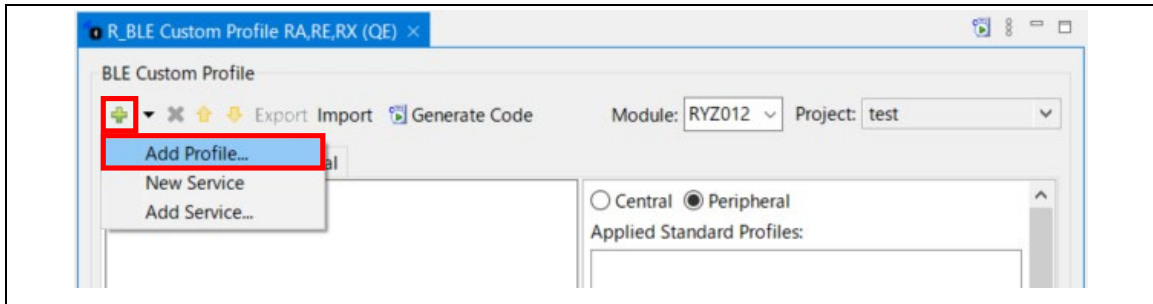 R_BLE Custom Profile RA,RE,RX (QE)
BLE Custom Profile
Export Import Generate Code Module: RYZ012 Project: test
Add Profile...
al
New Service
Add Service...
Central Peripheral
Applied Standard Profiles: